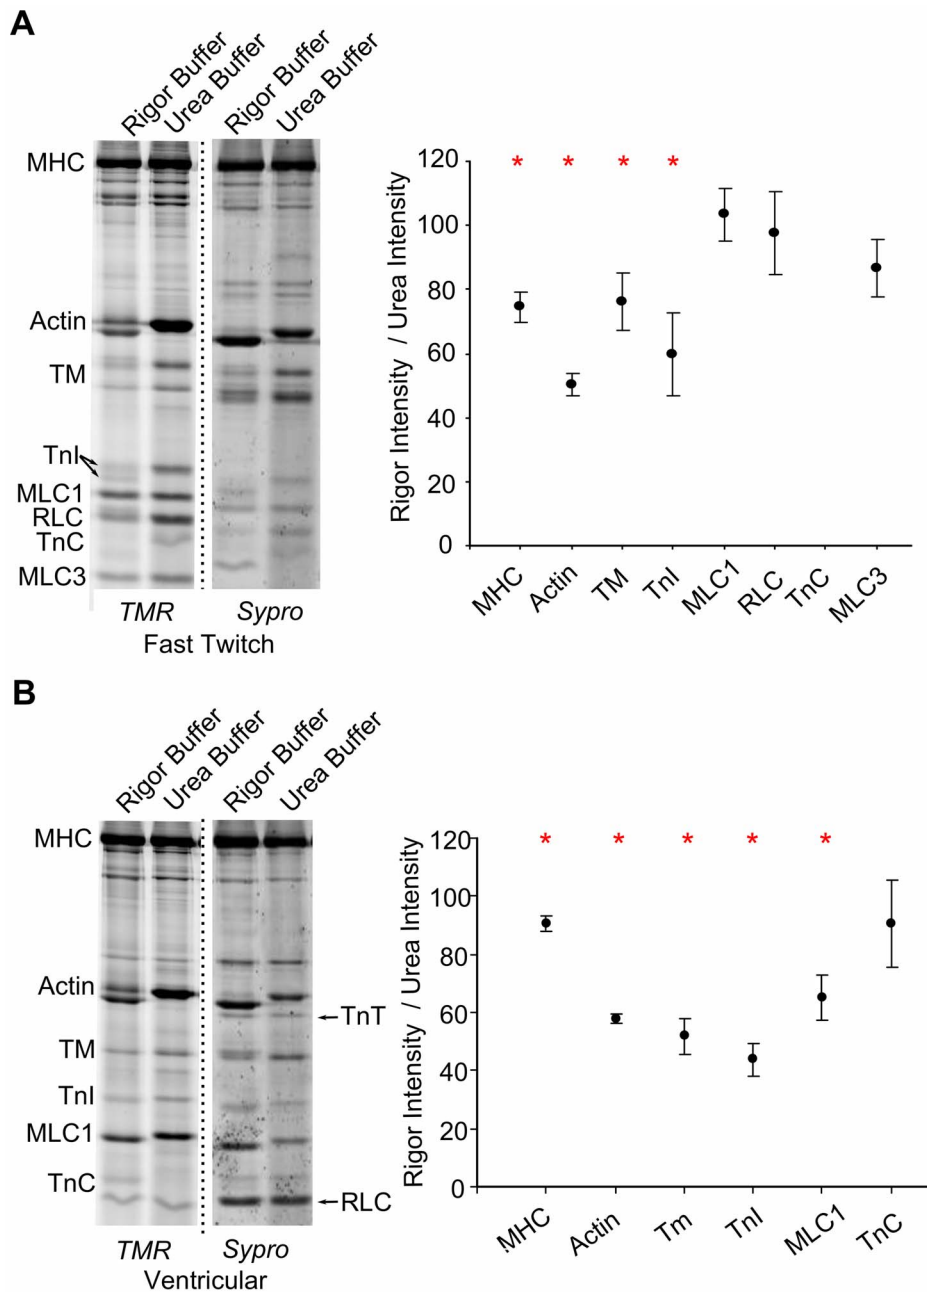 A
Rigor Buffer
Urea Buffer
Rigor Buffer
Urea Buffer
MHC
Actin
TM
TnI
MLC1
RLC
TnC
MLC3
TMR
Sypro
Fast Twitch
Rigor Intensity / Urea Intensity
120
100
80
60
40
20
0
* * * *
MHC
Actin
TM
TnI
MLC1
RLC
TnC
MLC3
B
Rigor Buffer
Urea Buffer
Rigor Buffer
Urea Buffer
MHC
Actin
TM
TnI
MLC1
TnC
TnT
RLC
TMR
Sypro
Ventricular
Rigor Intensity / Urea Intensity
120
100
80
60
40
20
0
* * * * *
MHC
Actin
Tm
TnI
MLC1
TnC